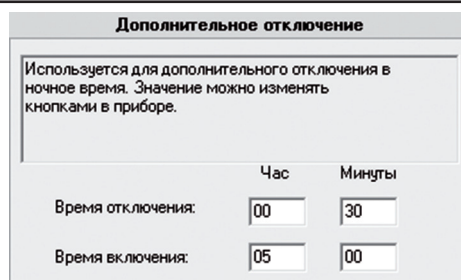 Дополнительное отключение
Используется для дополнительного отключения в
ночное время. Значение можно изменять
кнопками в приборе.
Час Минуты
Время отключения: 00 30
Время включения: 05 00